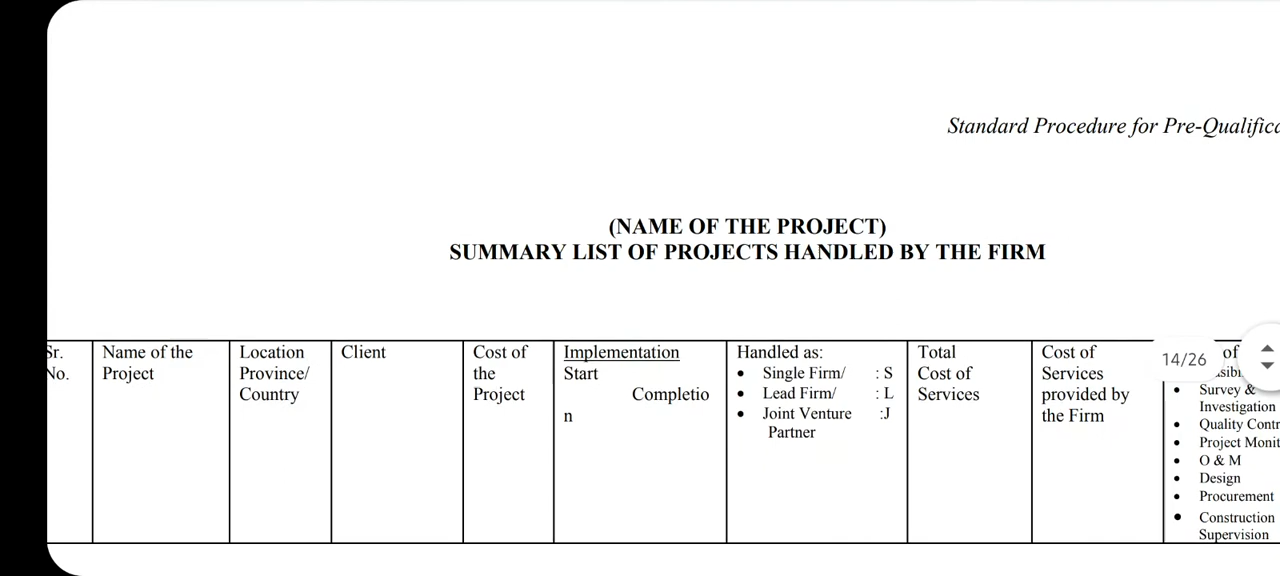 Standard Procedure for Pre-Qualific
(NAME OF THE PROJECT)
SUMMARY LIST OF PROJECTS HANDLED BY THE FIRM
Sr.
No.
Name of the
Project
Location
Province/
Country
Client
Cost of
the
Project
Implementation
Start
Completio
n
Handled as:
• Single Firm/ : S
• Lead Firm/ : L
• Joint Venture :J
Partner
Total
Cost of
Services
Cost of
Services
provided by
the Firm
14/26
of
• Survey &
Investigation
• Quality Contr
• Project Monit
• O & M
• Design
• Procurement
• Construction
Supervision